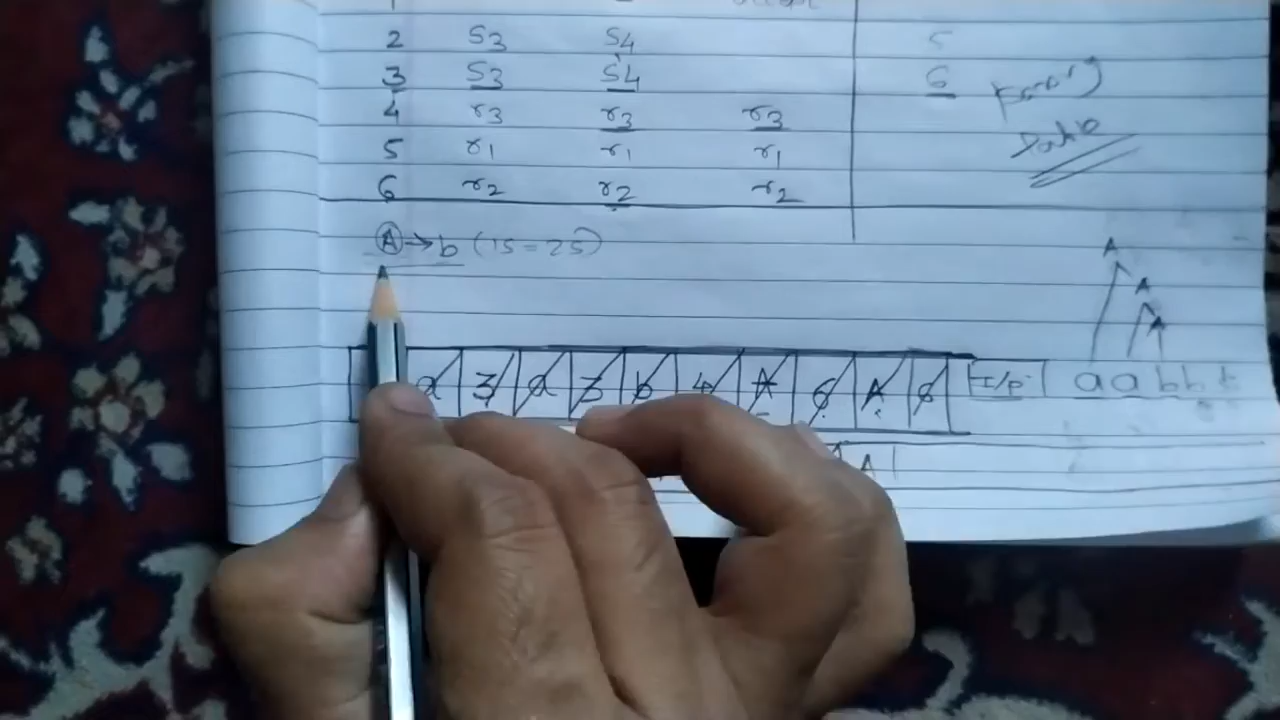 2 S3 S4 5
3 S3 S4 6
4 r3 r3 r3
5 r1 r1 r1
6 r2 r2 r2
A → b (1s = 2s)
A
A
A
a 3 a 3 b 4 A 6 A 6 I/P a a b b
A